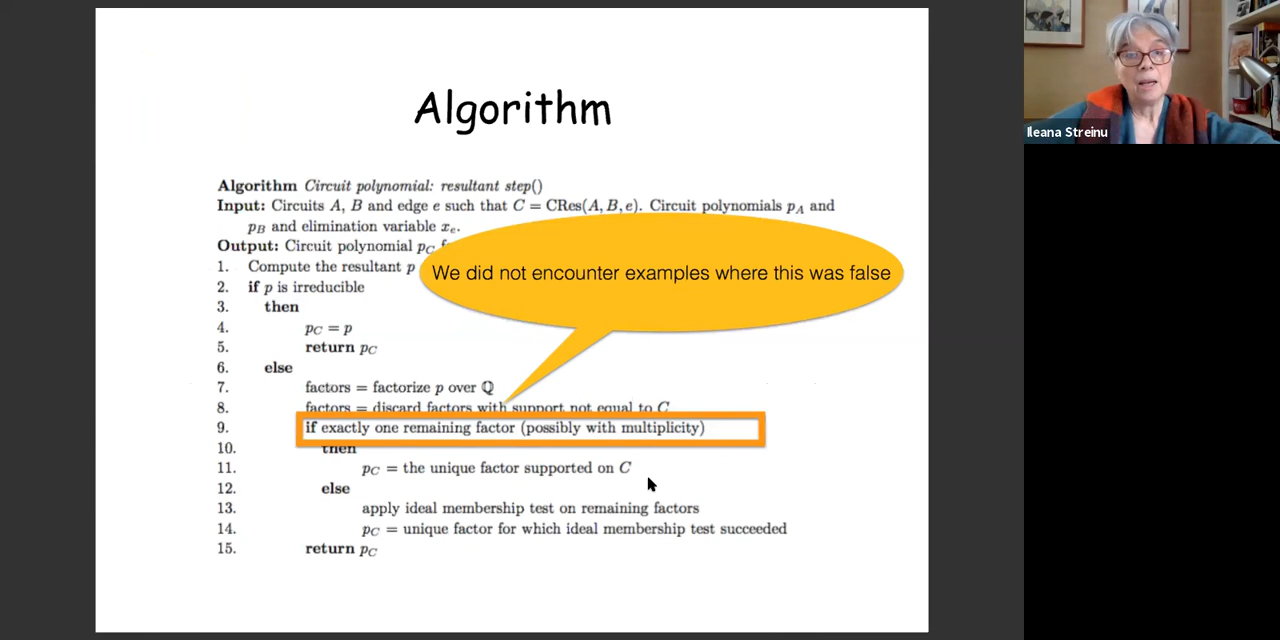 Algorithm
Algorithm Circuit polynomial: resultant step()
Input: Circuits A, B and edge e such that C = CRes(A, B, e). Circuit polynomials p_A and
p_B and elimination variable x_e.
Output: Circuit polynomial p_C
1. Compute the resultant p
We did not encounter examples where this was false
2. if p is irreducible
3. then
4. p_C = p
5. return p_C
6. else
7. factors = factorize p over ℚ
8. factors = discard factors with support not equal to C
9. if exactly one remaining factor (possibly with multiplicity)
10. then
11. p_C = the unique factor supported on C
12. else
13. apply ideal membership test on remaining factors
14. p_C = unique factor for which ideal membership test succeeded
15. return p_C
Ileana Streinu